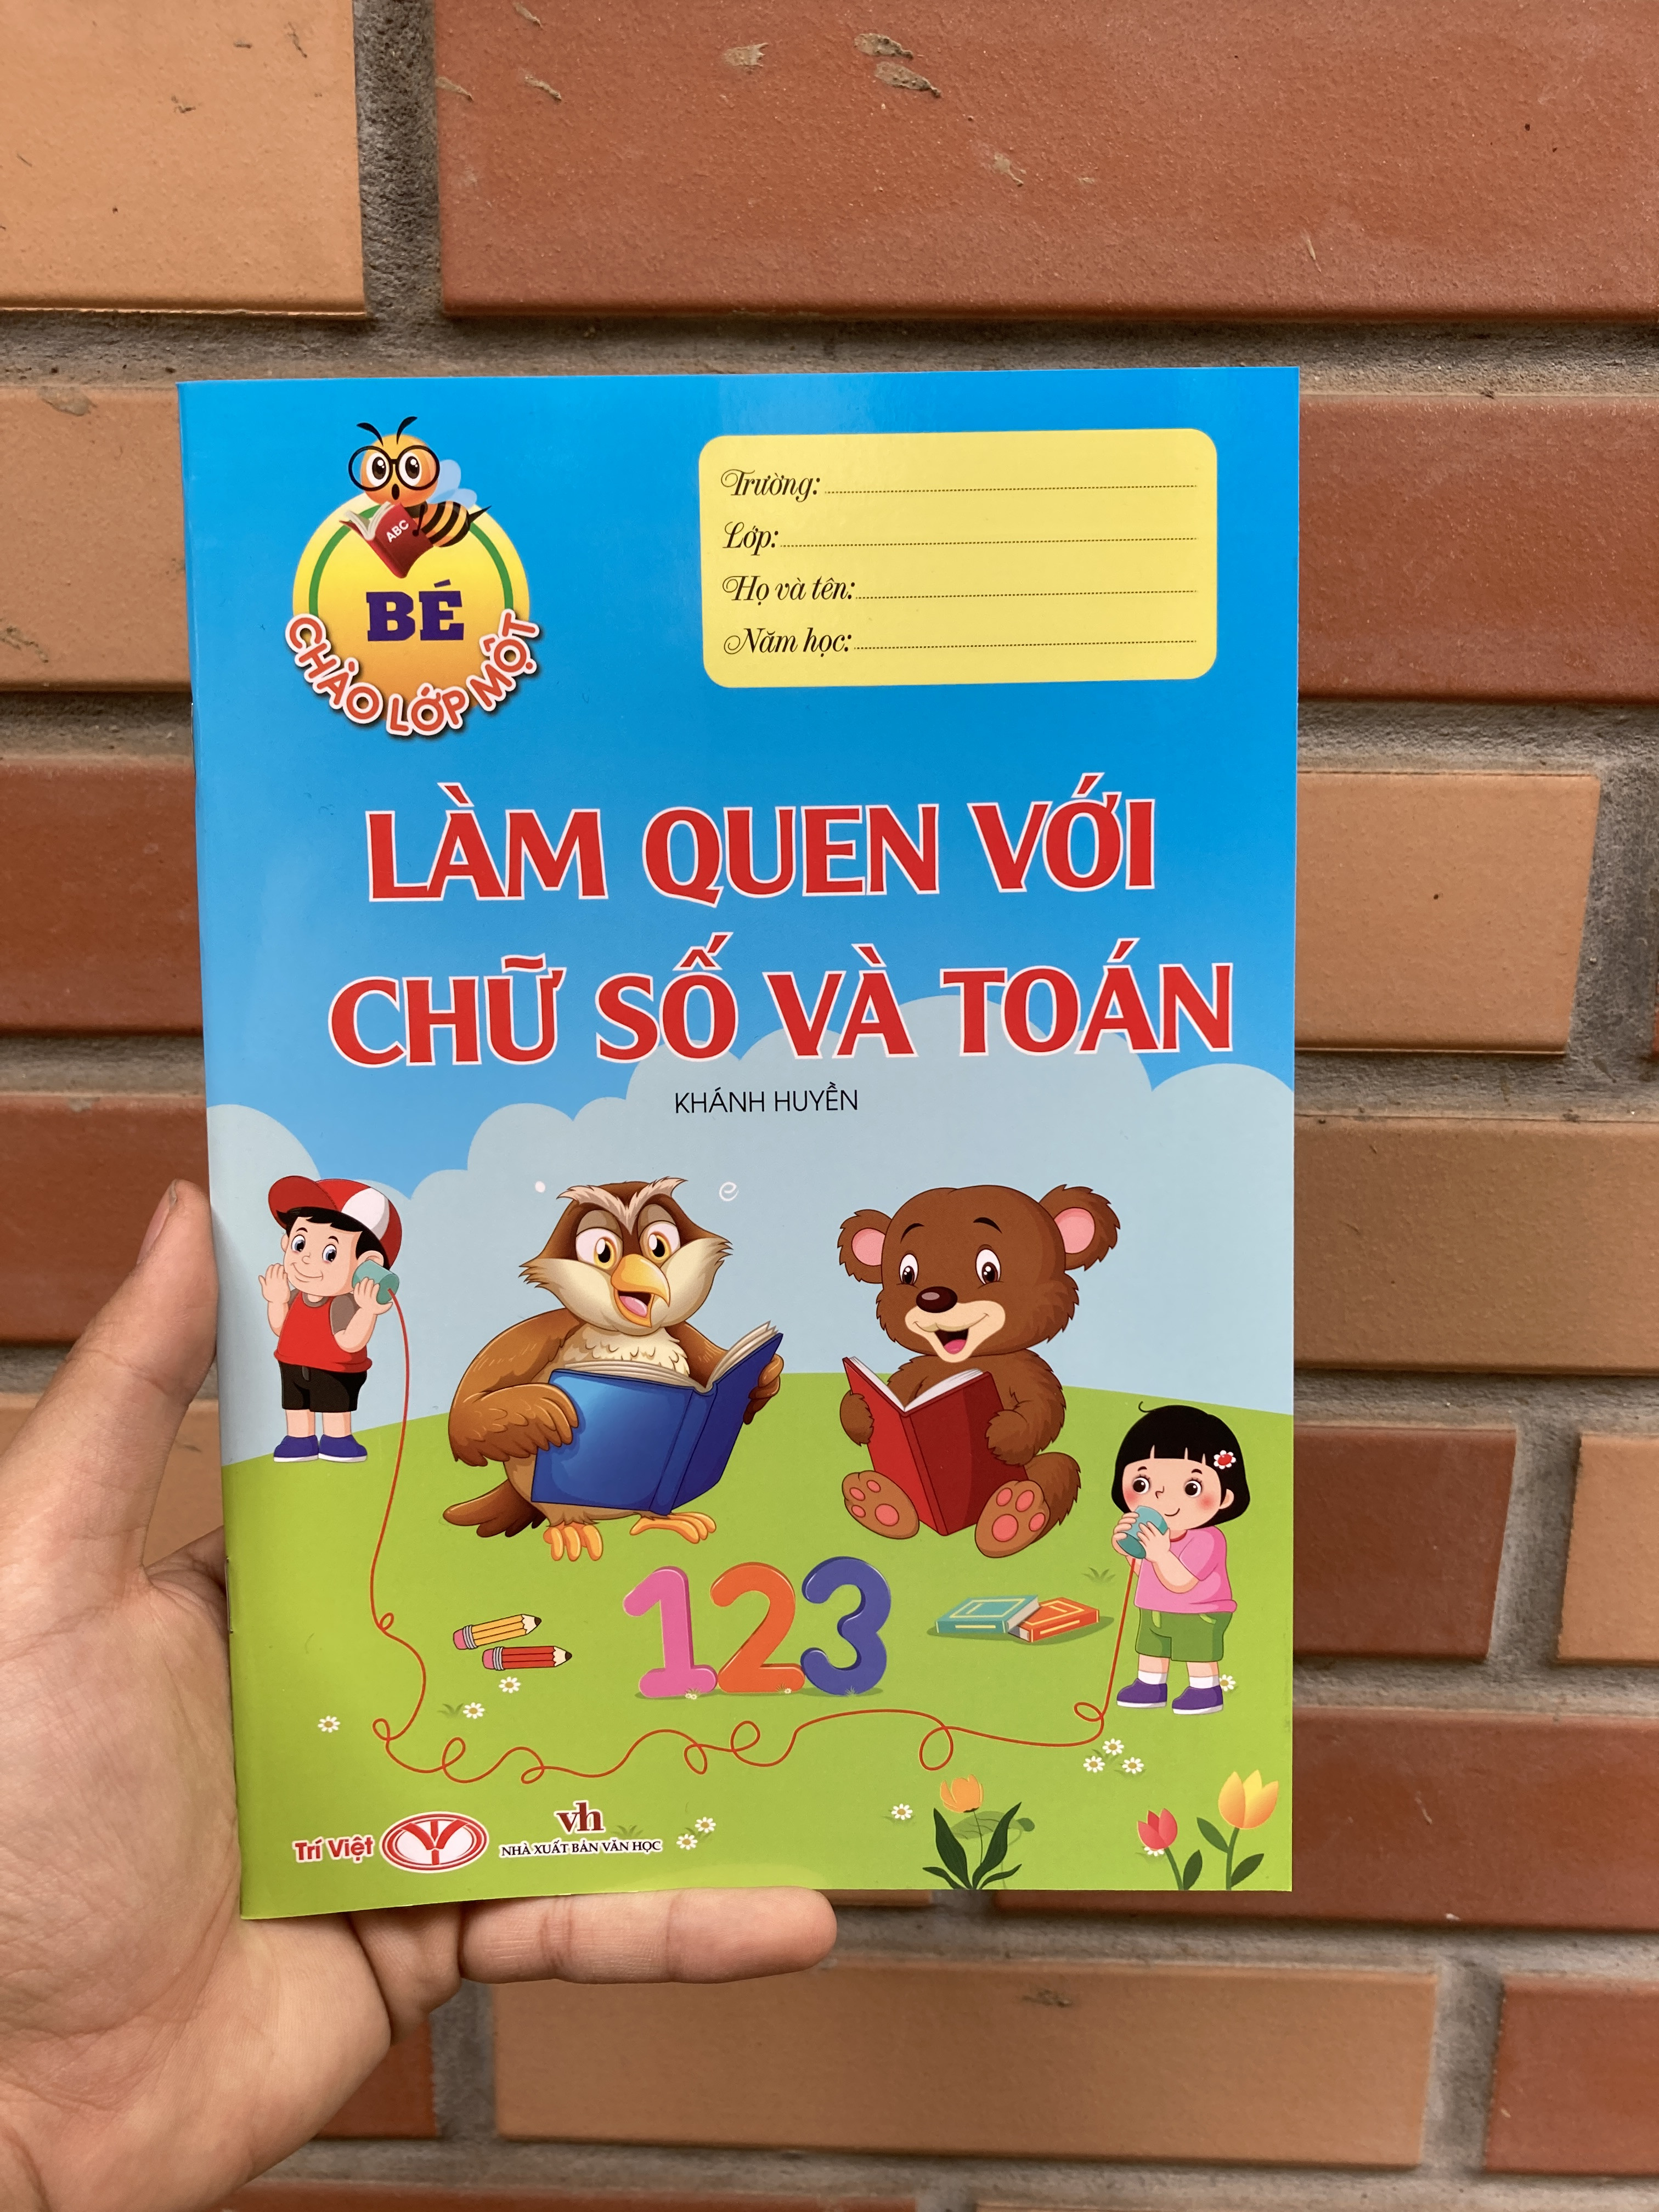 ABC
BÉ
CHÀO LỚP MỘT
Trường:
Lớp:
Họ và tên:
Năm học:
LÀM QUEN VỚI
CHỮ SỐ VÀ TOÁN
KHÁNH HUYỀN
e
123
Trí Việt
vh
NHÀ XUẤT BẢN VĂN HỌC